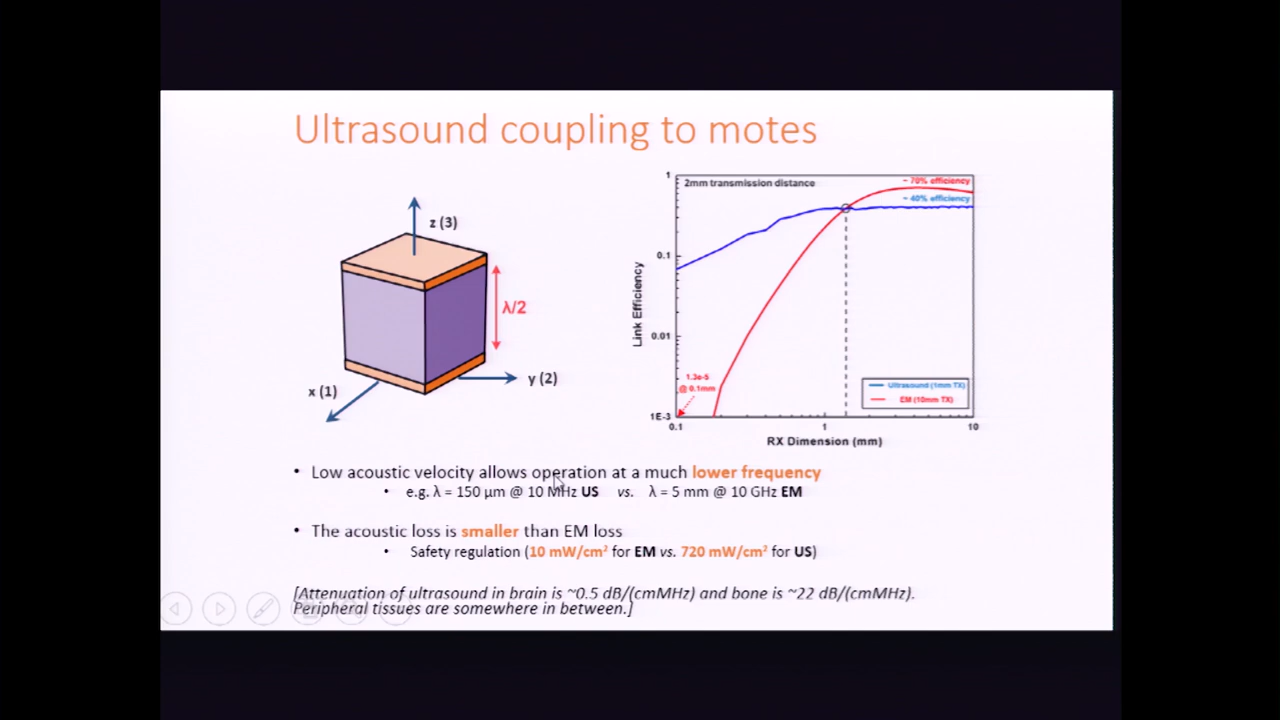 Ultrasound coupling to motes
z (3)
λ/2
y (2)
x (1)
2mm transmission distance
~ 70% efficiency
~ 40% efficiency
1
0.1
0.01
1E-3
Link Efficiency
1.3e-5
@ 0.1mm
Ultrasound (1mm TX)
EM (10mm TX)
0.1
1
10
RX Dimension (mm)
• Low acoustic velocity allows operation at a much lower frequency
• e.g. λ = 150 μm @ 10 MHz US vs. λ = 5 mm @ 10 GHz EM
• The acoustic loss is smaller than EM loss
• Safety regulation (10 mW/cm² for EM vs. 720 mW/cm² for US)
[Attenuation of ultrasound in brain is ~0.5 dB/(cmMHz) and bone is ~22 dB/(cmMHz).
Peripheral tissues are somewhere in between.]